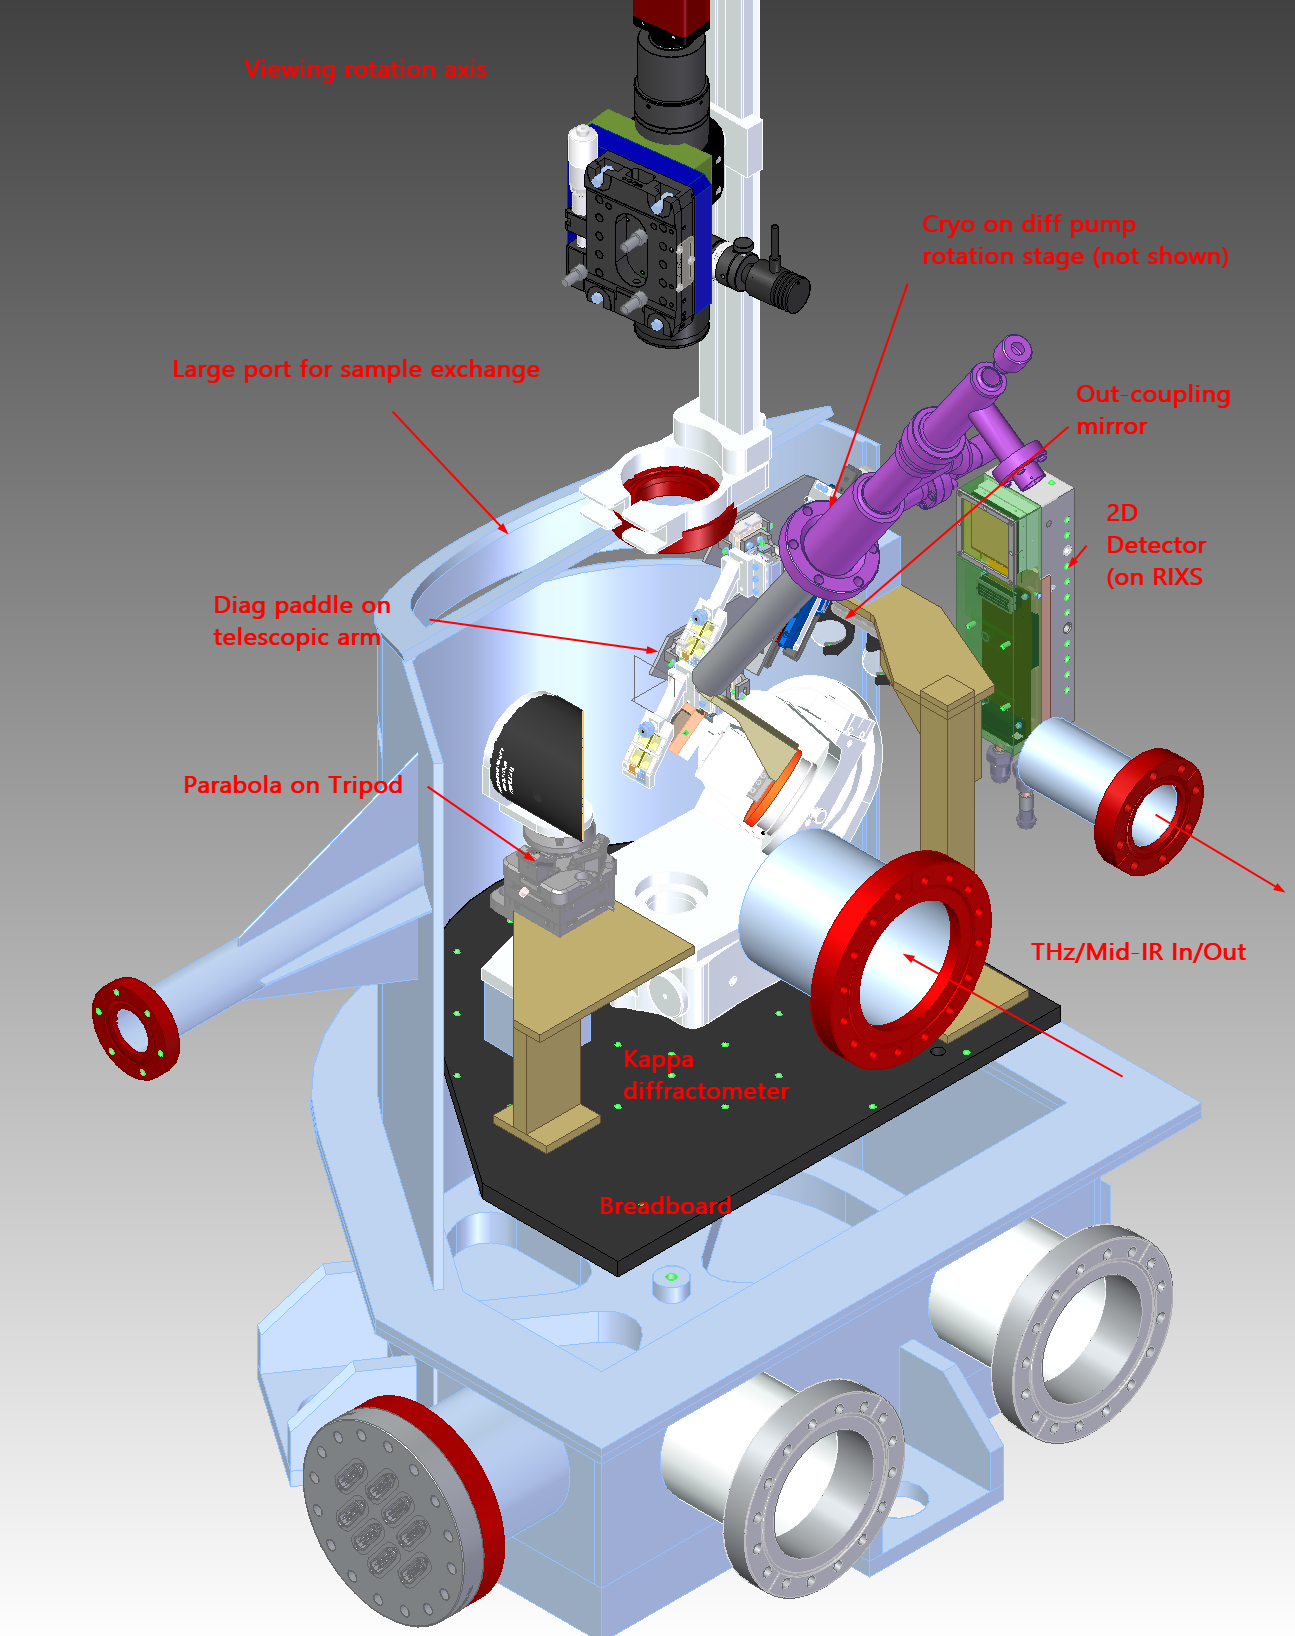 Viewing rotation axis
Cryo on diff pump
rotation stage (not shown)
Large port for sample exchange
Out-coupling
mirror
2D
Detector
(on RIXS
Diag paddle on
telescopic arm
Parabola on Tripod
THz/Mid-IR In/Out
Kappa
diffractometer
Breadboard